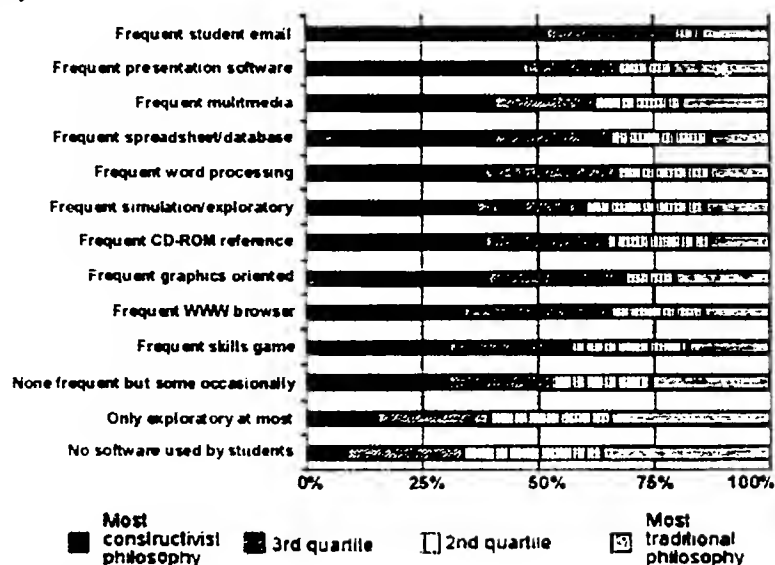 Frequent student email
Frequent presentation software
Frequent mulitmedia
Frequent spreadsheet/database
Frequent word processing
Frequent simulation/exploratory
Frequent CD-ROM reference
Frequent graphics oriented
Frequent WWW browser
Frequent skills game
None frequent but some occasionally
Only exploratory at most
No software used by students
0% 25% 50% 75% 100%
Most constructivist philosophy
3rd quartile
2nd quartile
Most traditional philosophy